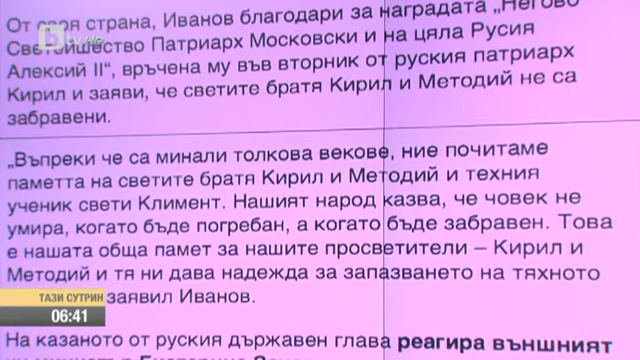 От своя страна, Иванов благодари за наградата „Негово
Светейшество Патриарх Московски и на цяла Русия
Алексий II“, връчена му във вторник от руския патриарх
Кирил и заяви, че светите братя Кирил и Методий не са
забравени.
„Въпреки че са минали толкова векове, ние почитаме
паметта на светите братя Кирил и Методий и техния
ученик свети Климент. Нашият народ казва, че човек не
умира, когато бъде погребан, а когато бъде забравен. Това
е нашата обща памет за нашите просветители – Кирил и
Методий и тя ни дава надежда за запазването на тяхното
заявил Иванов.
ТАЗИ СУТРИН
06:41
На казаното от руския държавен глава реагира външният